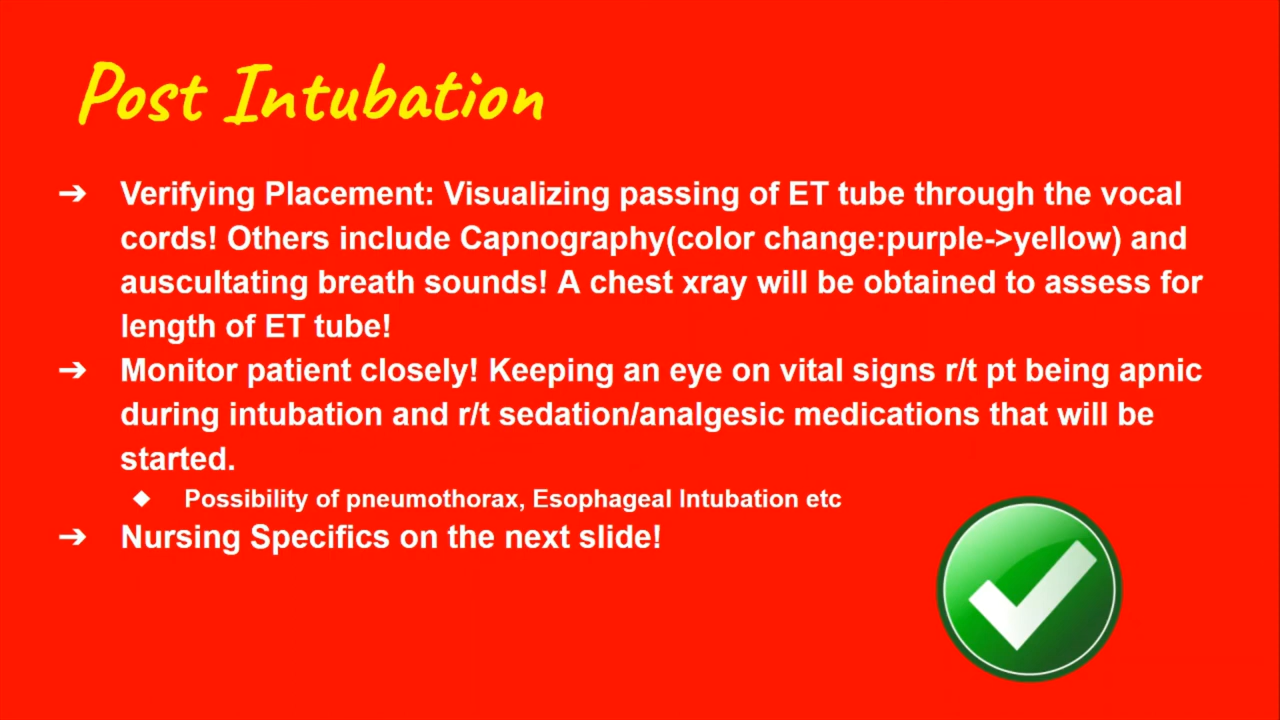 Post Intubation
➔ Verifying Placement: Visualizing passing of ET tube through the vocal
cords! Others include Capnography(color change:purple->yellow) and
auscultating breath sounds! A chest xray will be obtained to assess for
length of ET tube!
➔ Monitor patient closely! Keeping an eye on vital signs r/t pt being apnic
during intubation and r/t sedation/analgesic medications that will be
started.
◆ Possibility of pneumothorax, Esophageal Intubation etc
➔ Nursing Specifics on the next slide!